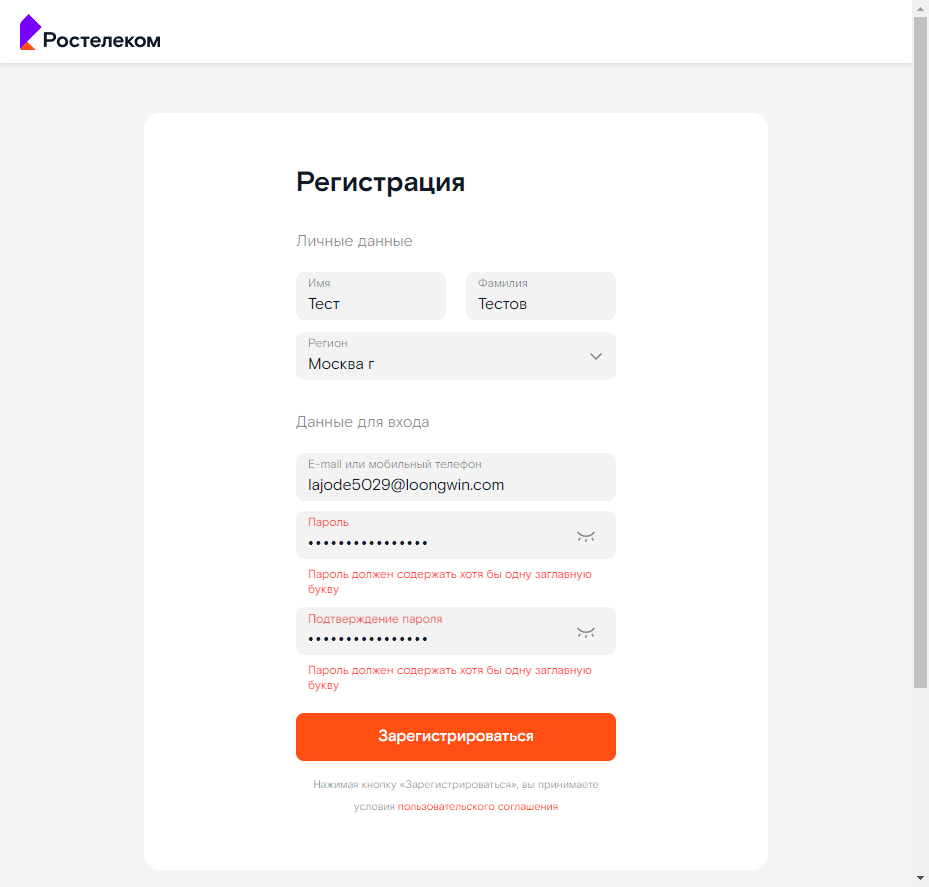 Ростелеком
Регистрация
Личные данные
Имя
Тест
Фамилия
Тестов
Регион
Москва г
Данные для входа
E-mail или мобильный телефон
lajode5029@loongwin.com
Пароль
••••••••••••••••
Пароль должен содержать хотя бы одну заглавную
букву
Подтверждение пароля
••••••••••••••••
Пароль должен содержать хотя бы одну заглавную
букву
Зарегистрироваться
Нажимая кнопку «Зарегистрироваться», вы принимаете
условия пользовательского соглашения